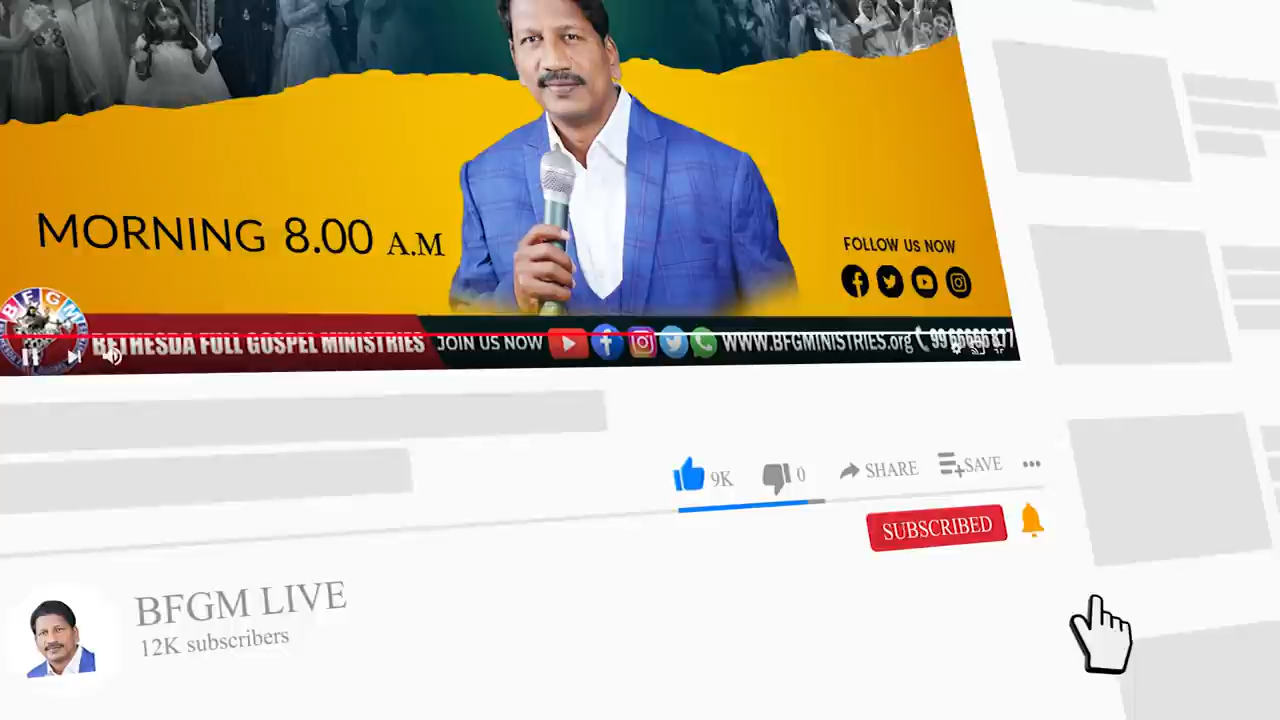 MORNING 8.00 A.M
FOLLOW US NOW
BFGM
BETHESDA FULL GOSPEL MINISTRIES JOIN US NOW WWW.BFGMINISTRIES.org
9K 0 SHARE SAVE
SUBSCRIBED
BFGM LIVE
12K subscribers